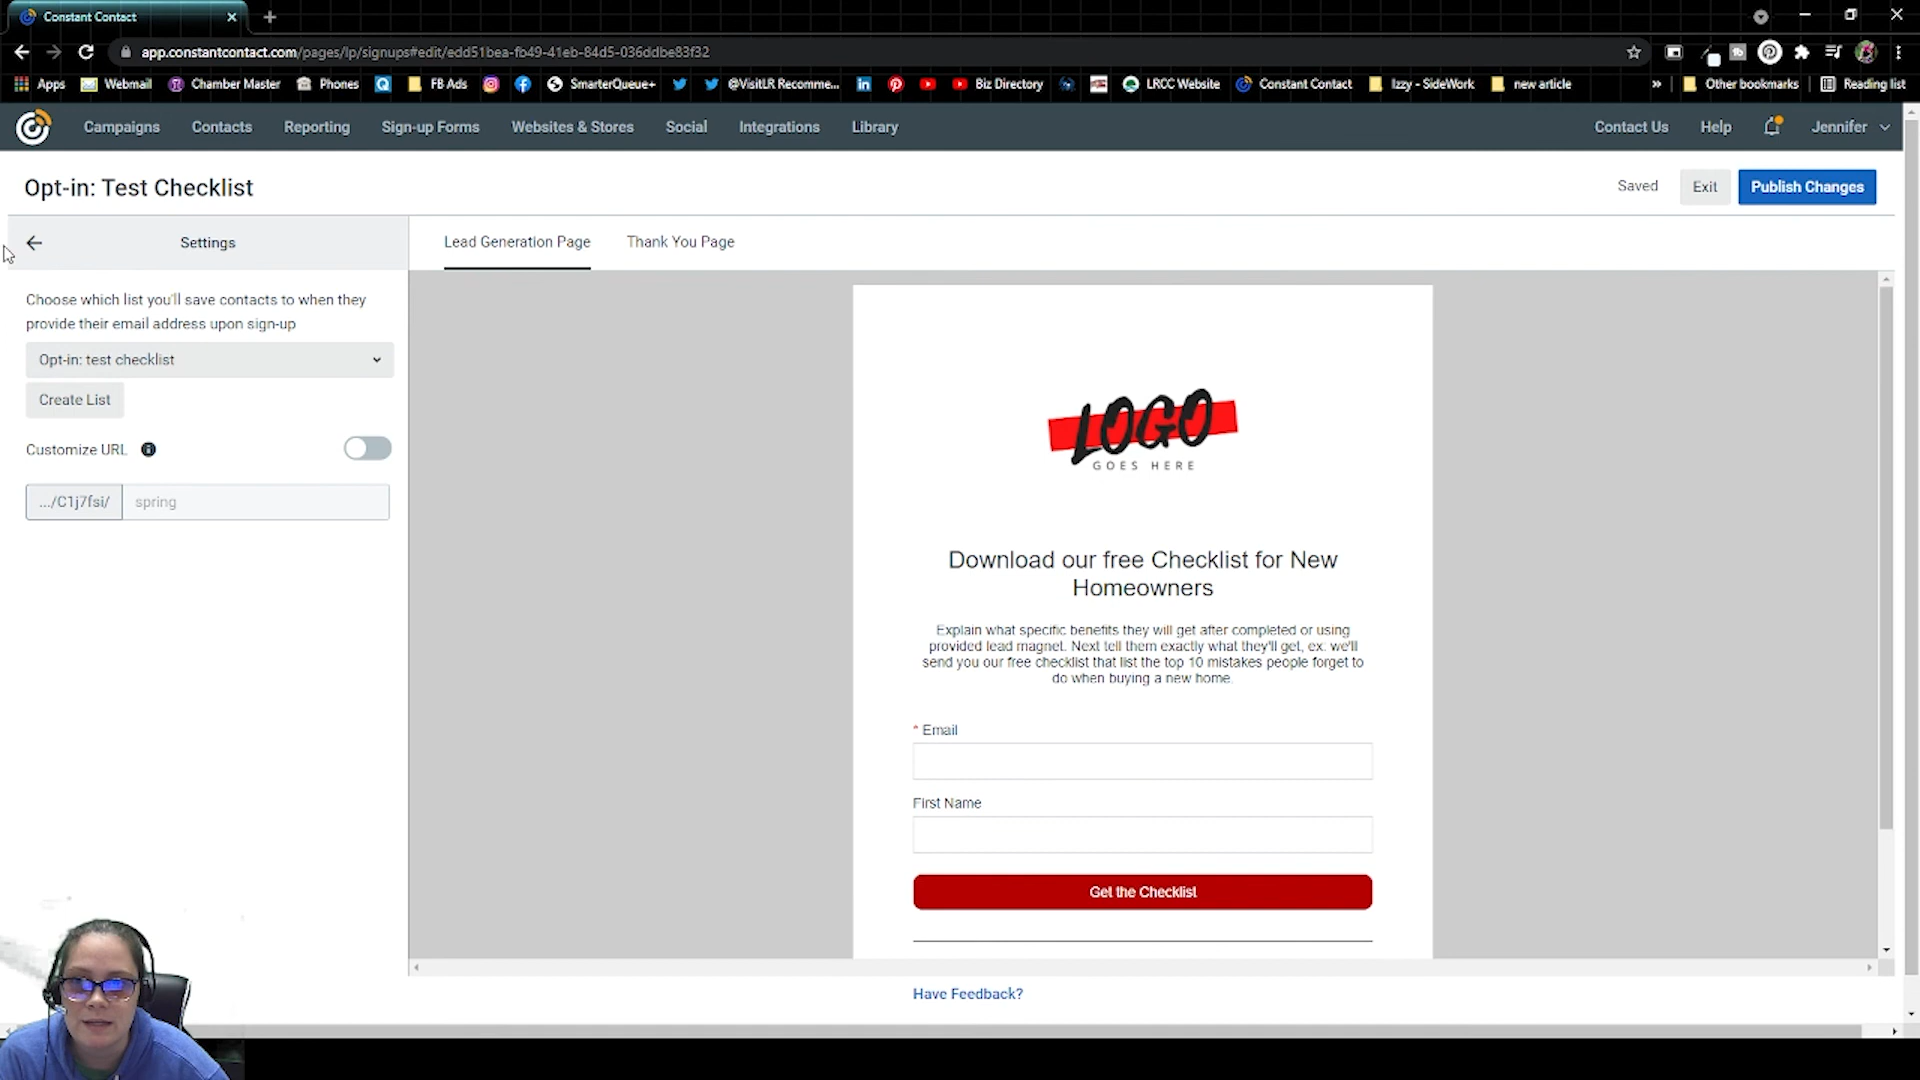 Constant Contact
app.constantcontact.com/pages/lp/signups#edit/edd51bea-fb49-41eb-84d5-036ddbe83f32
Apps Webmail Chamber Master Phones FB Ads SmarterQueue+ @VisitLR Recomme... Biz Directory LRCC Website Constant Contact Izzy - SideWork new article » Other bookmarks Reading list
Campaigns Contacts Reporting Sign-up Forms Websites & Stores Social Integrations Library Contact Us Help Jennifer
Opt-in: Test Checklist
Saved Exit Publish Changes
Settings
Lead Generation Page Thank You Page
Choose which list you'll save contacts to when they
provide their email address upon sign-up
Opt-in: test checklist
Create List
Customize URL
.../C1j7fsi/ spring
LOGO
GOES HERE
Download our free Checklist for New
Homeowners
Explain what specific benefits they will get after completed or using
provided lead magnet. Next tell them exactly what they'll get, ex: we'll
send you our free checklist that list the top 10 mistakes people forget to
do when buying a new home.
* Email
First Name
Get the Checklist
Have Feedback?